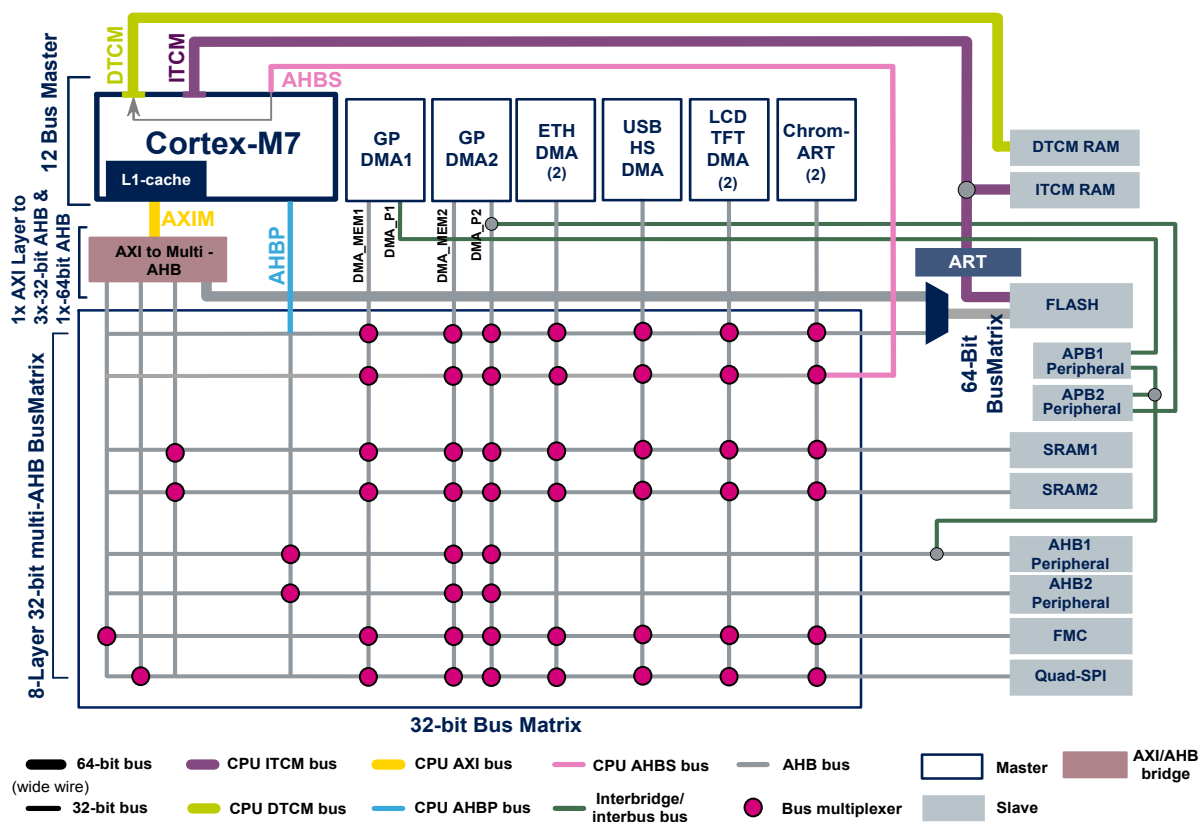 DTCM
ITCM
AHBS
12 Bus Master
Cortex-M7
L1-cache
GP
DMA1
GP
DMA2
ETH
DMA
(2)
USB
HS
DMA
LCD
TFT
DMA
(2)
Chrom-
ART
(2)
DTCM RAM
ITCM RAM
1x AXI Layer to
3x-32-bit AHB &
1x-64bit AHB
AXIM
AXI to Multi -
AHB
AHBP
DMA_MEM1
DMA_P1
DMA_MEM2
DMA_P2
ART
FLASH
64-Bit
BusMatrix
APB1
Peripheral
APB2
Peripheral
8-Layer 32-bit multi-AHB BusMatrix
SRAM1
SRAM2
AHB1
Peripheral
AHB2
Peripheral
FMC
Quad-SPI
32-bit Bus Matrix
64-bit bus
(wide wire)
32-bit bus
CPU ITCM bus
CPU DTCM bus
CPU AXI bus
CPU AHBP bus
CPU AHBS bus
Interbridge/
interbus bus
AHB bus
Bus multiplexer
Master
Slave
AXI/AHB
bridge